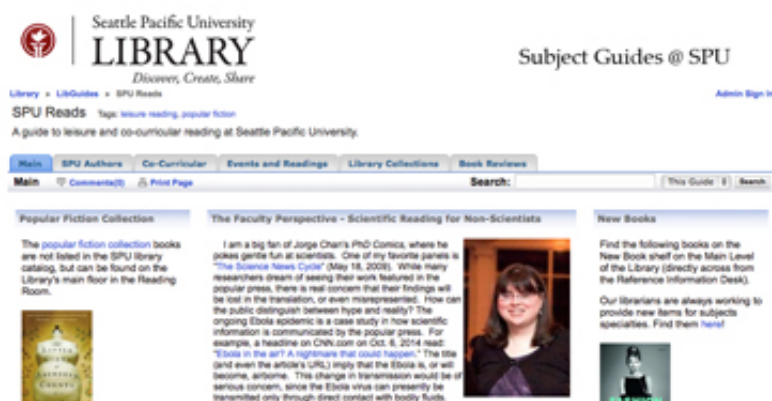 Seattle Pacific University
LIBRARY
Discover, Create, Share
Subject Guides @ SPU
Library » LibGuides » SPU Reads
Admin Sign In
SPU Reads Tags: leisure reading, popular fiction
A guide to leisure and co-curricular reading at Seattle Pacific University.
Main SPU Authors Co-Curricular Events and Readings Library Collections Book Reviews
Main Comments(0) Print Page Search: This Guide Search
Popular Fiction Collection
The popular fiction collection books
are not listed in the SPU library
catalog, but can be found on the
Library's main floor in the Reading
Room.
The Faculty Perspective - Scientific Reading for Non-Scientists
I am a big fan of Jorge Cham's PhD Comics, where he
pokes gentle fun at scientists. One of my favorite panels is
"The Science News Cycle" (May 18, 2009). While many
researchers dream of seeing their work featured in the
popular press, there is real concern that their findings will
be lost in the translation, or even misrepresented. How can
the public distinguish between hype and reality? The
ongoing Ebola epidemic is a case study in how scientific
information is communicated by the popular press. For
example, a headline on CNN.com on Oct. 6, 2014 read:
"Ebola in the air? A nightmare that could happen." The title
(and even the article's URL) imply that the Ebola is, or will
become, airborne. This change in transmission would be of
serious concern, since the Ebola virus can presently be
transmitted only through direct contact with bodily fluids.
New Books
Find the following books on the
New Book shelf on the Main Level
of the Library (directly across from
the Reference Information Desk).
Our librarians are always working to
provide new items for subjects
specialties. Find them here!